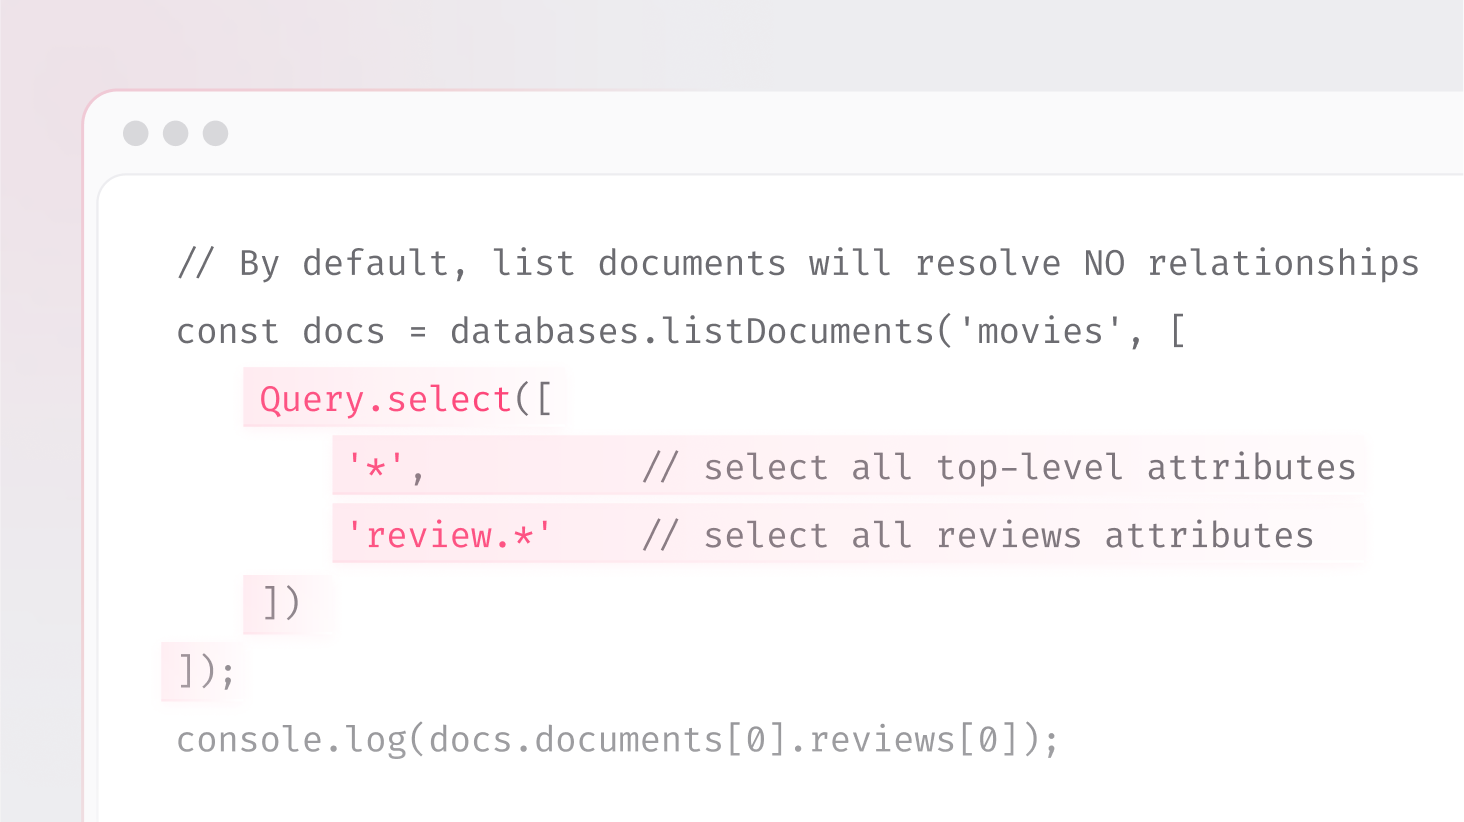 // By default, list documents will resolve NO relationships
const docs = databases.listDocuments('movies', [
Query.select([
'*', // select all top-level attributes
'review.*' // select all reviews attributes
])
]);
console.log(docs.documents[0].reviews[0]);